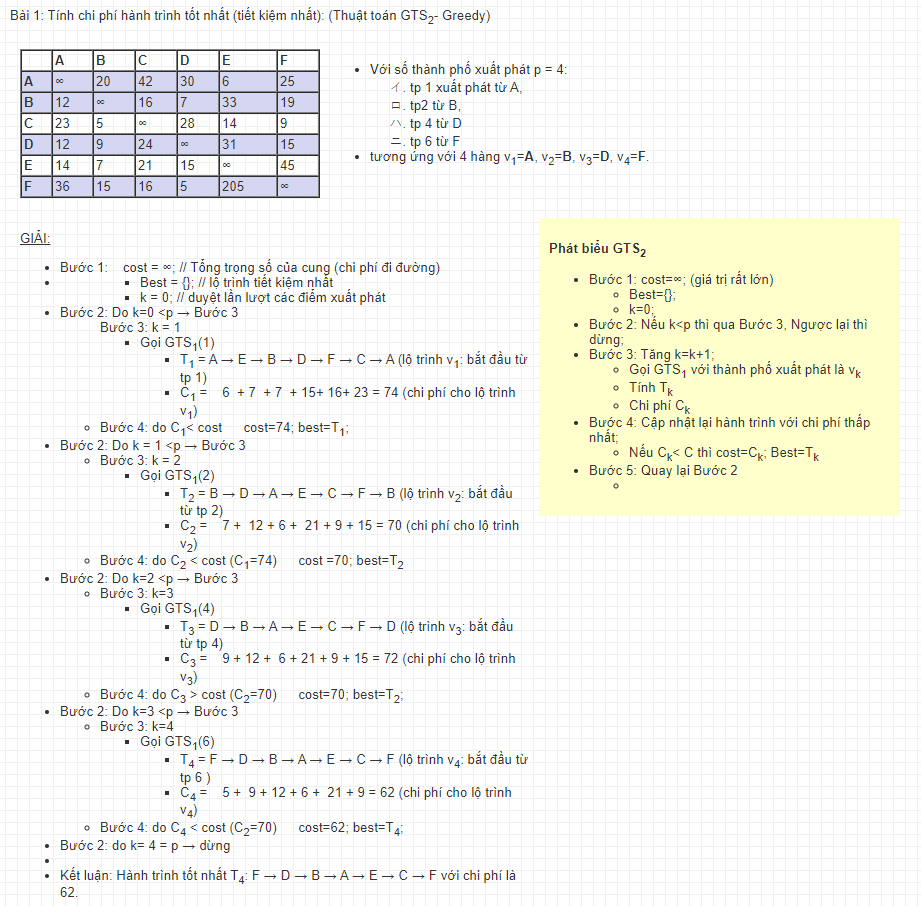 Bài 1: Tính chi phí hành trình tốt nhất (tiết kiệm nhất): (Thuật toán GTS2- Greedy)
A B C D E F
A ∞ 20 42 30 6 25
B 12 ∞ 16 7 33 19
C 23 5 ∞ 28 14 9
D 12 9 24 ∞ 31 15
E 14 7 21 15 ∞ 45
F 36 15 16 5 205 ∞
• Với số thành phố xuất phát p = 4:
イ. tp 1 xuất phát từ A,
ロ. tp2 từ B,
ハ. tp 4 từ D
ニ. tp 6 từ F
• tương ứng với 4 hàng v1=A, v2=B, v3=D, v4=F.
GIẢI:
• Bước 1: cost = ∞; // Tổng trọng số của cung (chi phí đi đường)
• ▪ Best = {}; // lộ trình tiết kiệm nhất
▪ k = 0; // duyệt lần lượt các điểm xuất phát
• Bước 2: Do k=0 <p → Bước 3
Bước 3: k = 1
▪ Gọi GTS1(1)
▪ T1 = A → E → B → D → F → C → A (lộ trình v1: bắt đầu từ
tp 1)
▪ C1 = 6 + 7 + 7 + 15+ 16+ 23 = 74 (chi phí cho lộ trình
v1)
○ Bước 4: do C1< cost cost=74; best=T1;
• Bước 2: Do k = 1 <p → Bước 3
○ Bước 3: k = 2
▪ Gọi GTS1(2)
▪ T2 = B → D → A → E → C → F → B (lộ trình v2: bắt đầu
từ tp 2)
▪ C2 = 7 + 12 + 6 + 21 + 9 + 15 = 70 (chi phí cho lộ trình
v2)
○ Bước 4: do C2 < cost (C1=74) cost =70; best=T2
• Bước 2: Do k=2 <p → Bước 3
○ Bước 3: k=3
▪ Gọi GTS1(4)
▪ T3 = D → B → A → E → C → F → D (lộ trình v3: bắt đầu
từ tp 4)
▪ C3 = 9 + 12 + 6 + 21 + 9 + 15 = 72 (chi phí cho lộ trình
v3)
○ Bước 4: do C3 > cost (C2=70) cost=70; best=T2;
• Bước 2: Do k=3 <p → Bước 3
○ Bước 3: k=4
▪ Gọi GTS1(6)
▪ T4 = F → D → B → A → E → C → F (lộ trình v4: bắt đầu từ
tp 6 )
▪ C4 = 5 + 9 + 12 + 6 + 21 + 9 = 62 (chi phí cho lộ trình
v4)
○ Bước 4: do C4 < cost (C2=70) cost=62; best=T4;
• Bước 2: do k= 4 = p → dừng
•
• Kết luận: Hành trình tốt nhất T4: F → D → B → A → E → C → F với chi phí là
62.
Phát biểu GTS2
• Bước 1: cost=∞; (giá trị rất lớn)
○ Best={};
○ k=0;
• Bước 2: Nếu k<p thì qua Bước 3, Ngược lại thì
dừng;
• Bước 3: Tăng k=k+1;
○ Gọi GTS1 với thành phố xuất phát là vk
○ Tính Tk
○ Chi phí Ck
• Bước 4: Cập nhật lại hành trình với chi phí thấp
nhất;
○ Nếu Ck< C thì cost=Ck; Best=Tk
• Bước 5: Quay lại Bước 2
○